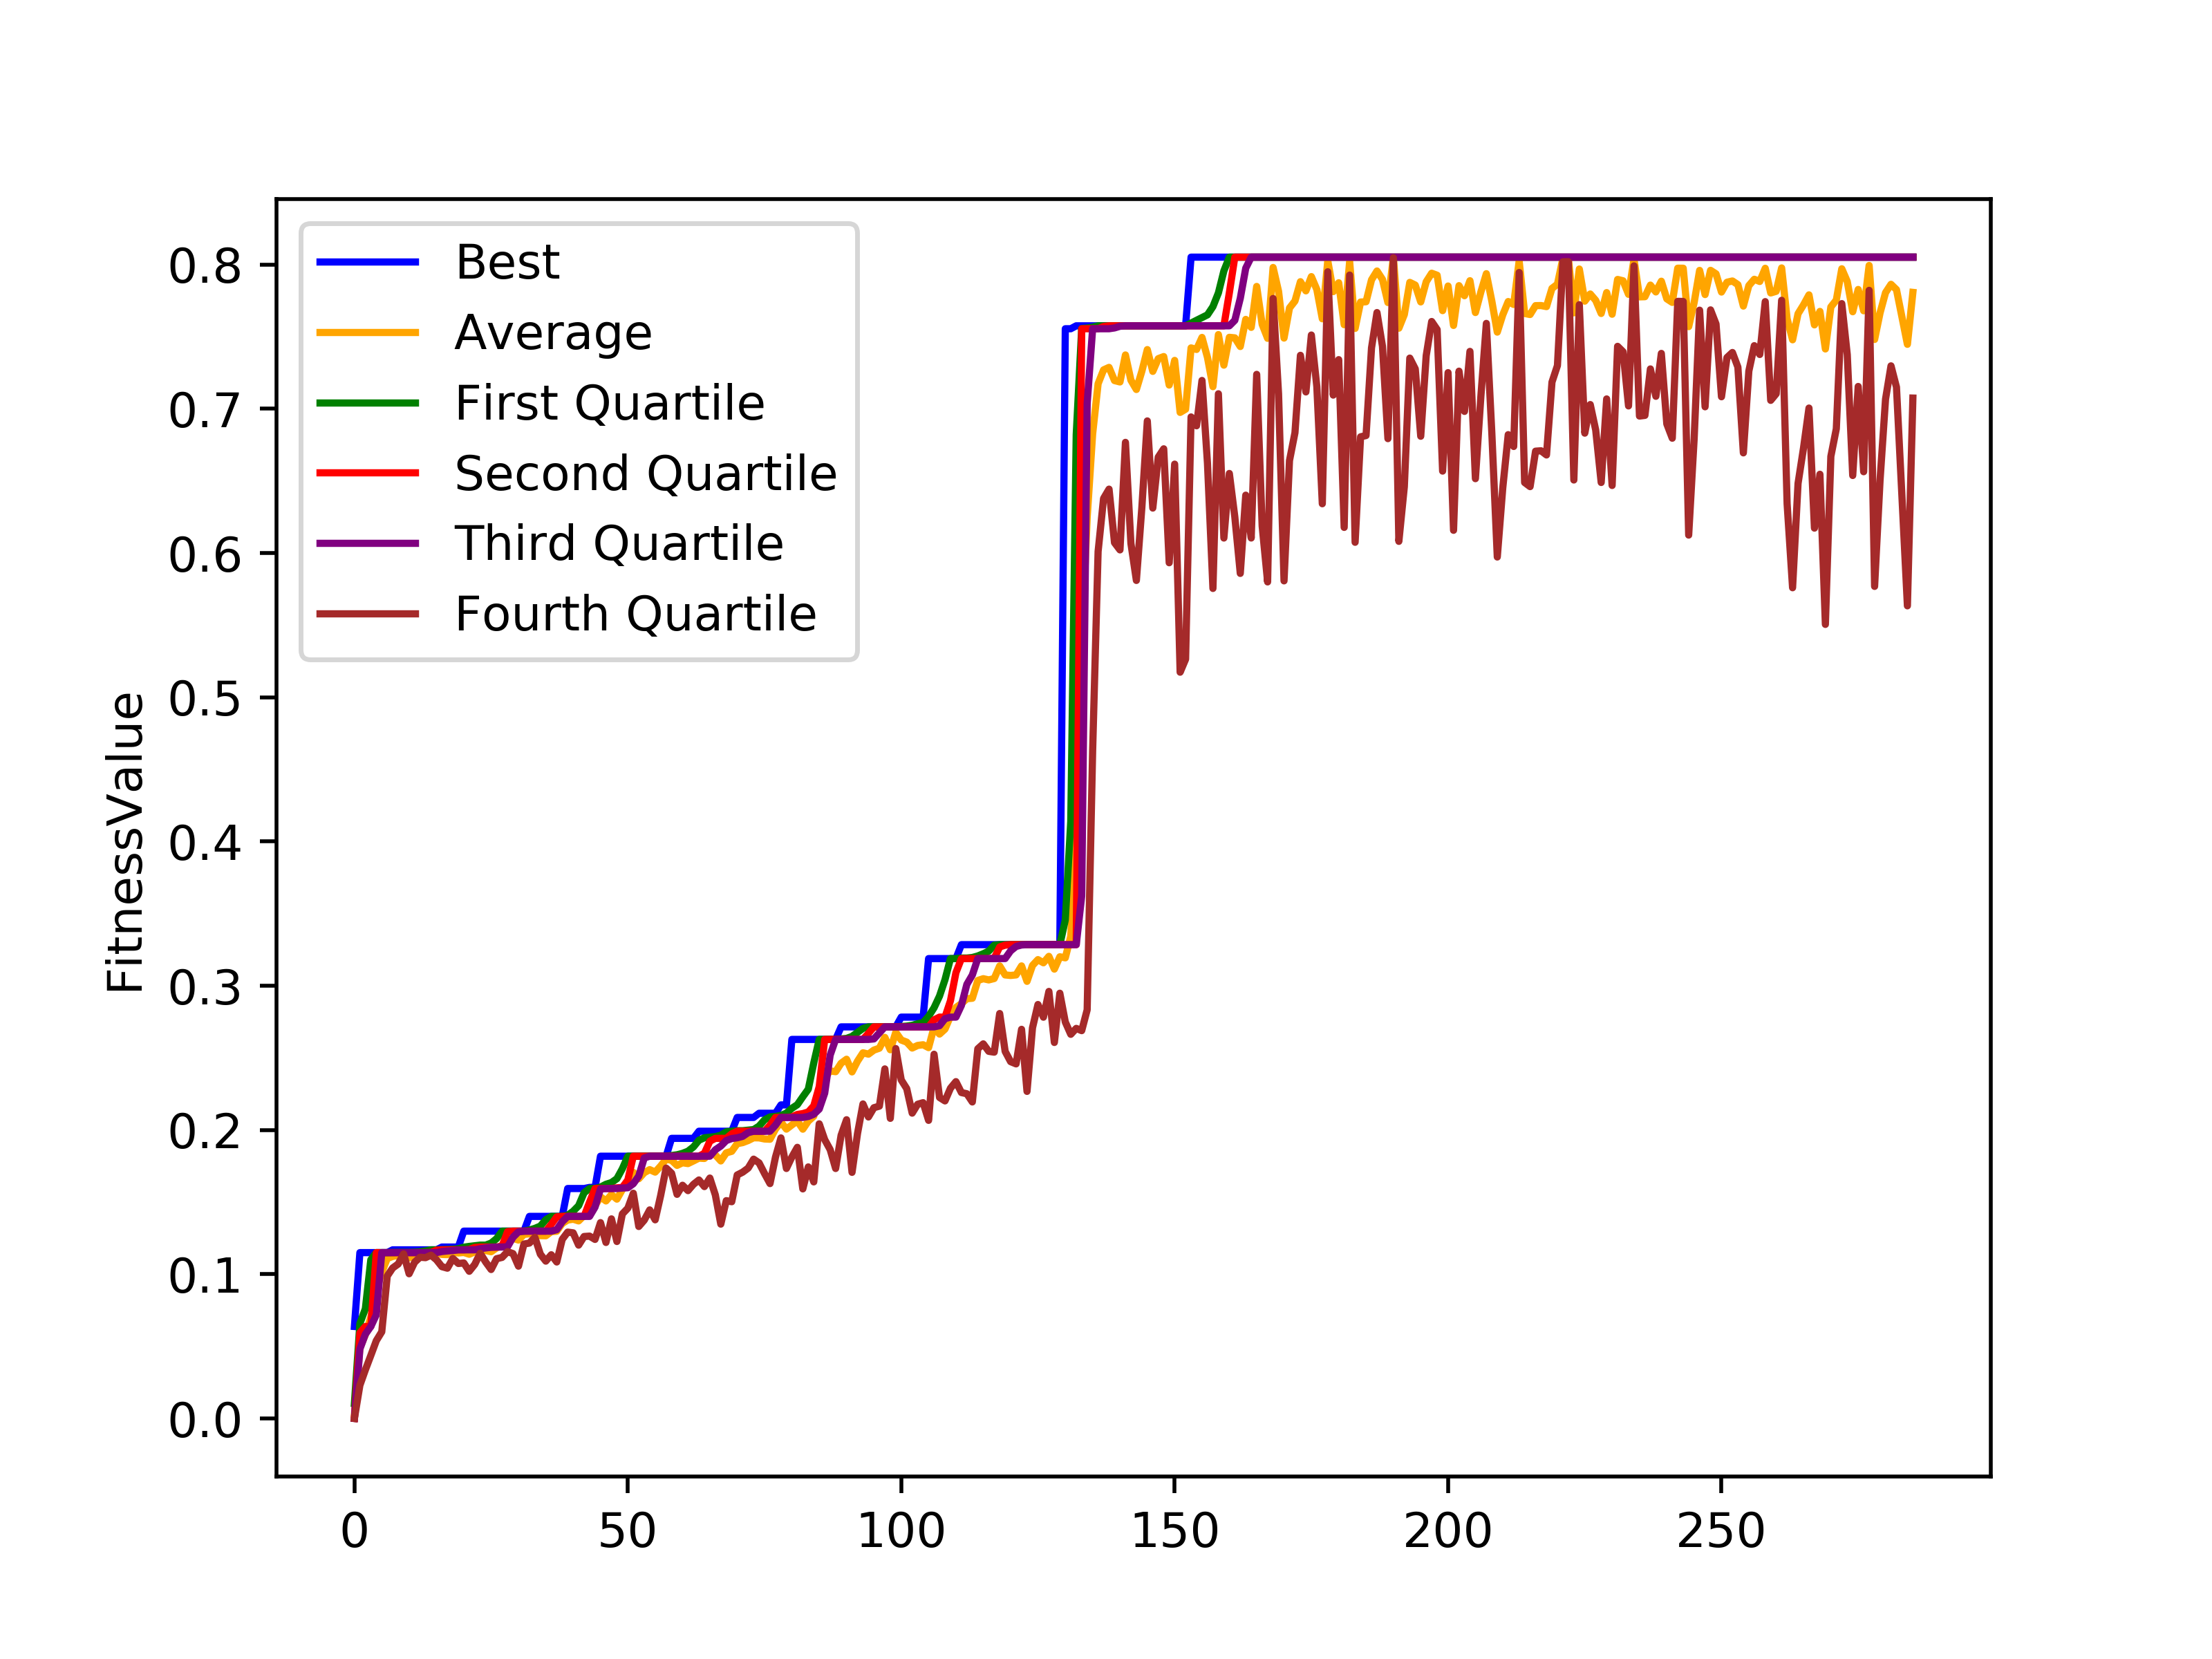 Best
Average
First Quartile
Second Quartile
Third Quartile
Fourth Quartile
FitnessValue
0.8
0.7
0.6
0.5
0.4
0.3
0.2
0.1
0.0
0 50 100 150 200 250